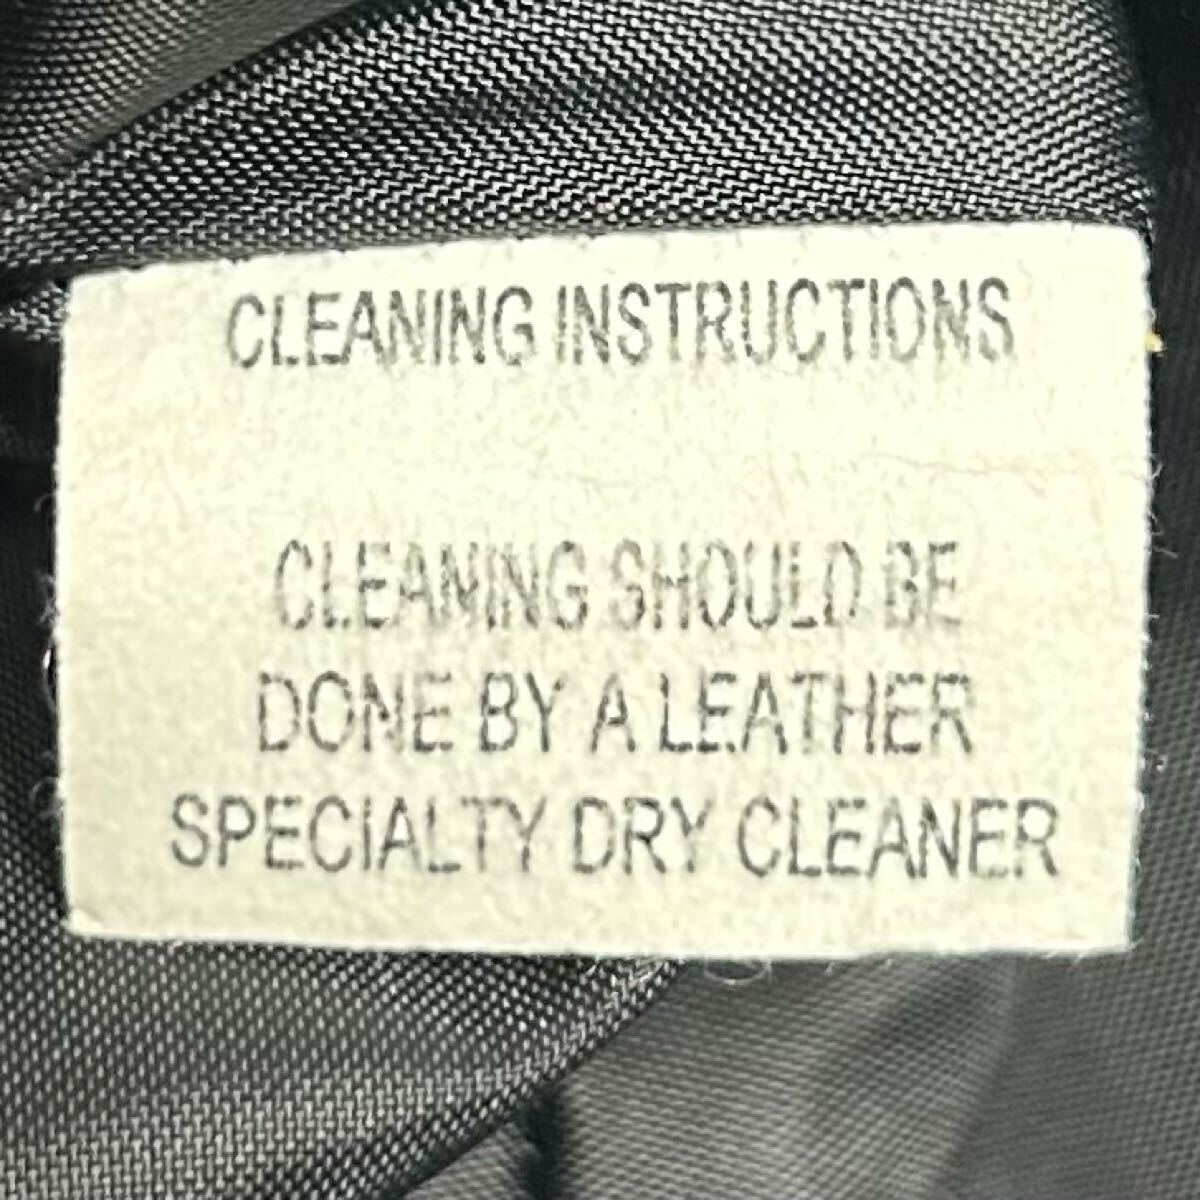 CLEANING INSTRUCTIONS
CLEANING SHOULD BE
DONE BY A LEATHER
SPECIALTY DRY CLEANER